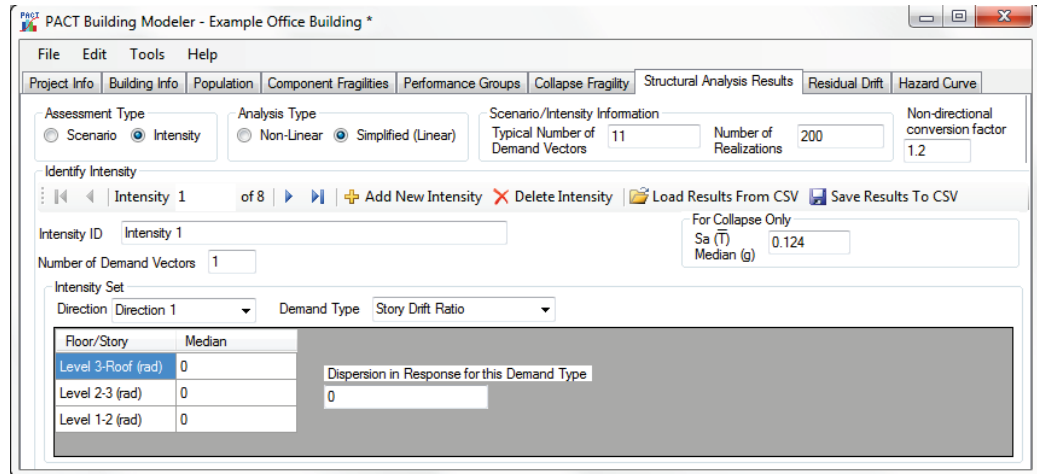 PACT PACT Building Modeler - Example Office Building *
File Edit Tools Help
Project Info Building Info Population Component Fragilities Performance Groups Collapse Fragility Structural Analysis Results Residual Drift Hazard Curve
Assessment Type
Scenario Intensity
Analysis Type
Non-Linear Simplified (Linear)
Scenario/Intensity Information
Typical Number of
Demand Vectors
11
Number of
Realizations
200
Non-directional
conversion factor
1.2
Identify Intensity
Intensity 1 of 8 Add New Intensity Delete Intensity Load Results From CSV Save Results To CSV
Intensity ID Intensity 1
For Collapse Only
Sa (T̅)
Median (g)
0.124
Number of Demand Vectors 1
Intensity Set
Direction Direction 1 Demand Type Story Drift Ratio
Floor/Story Median
Level 3-Roof (rad) 0
Level 2-3 (rad) 0
Level 1-2 (rad) 0
Dispersion in Response for this Demand Type
0